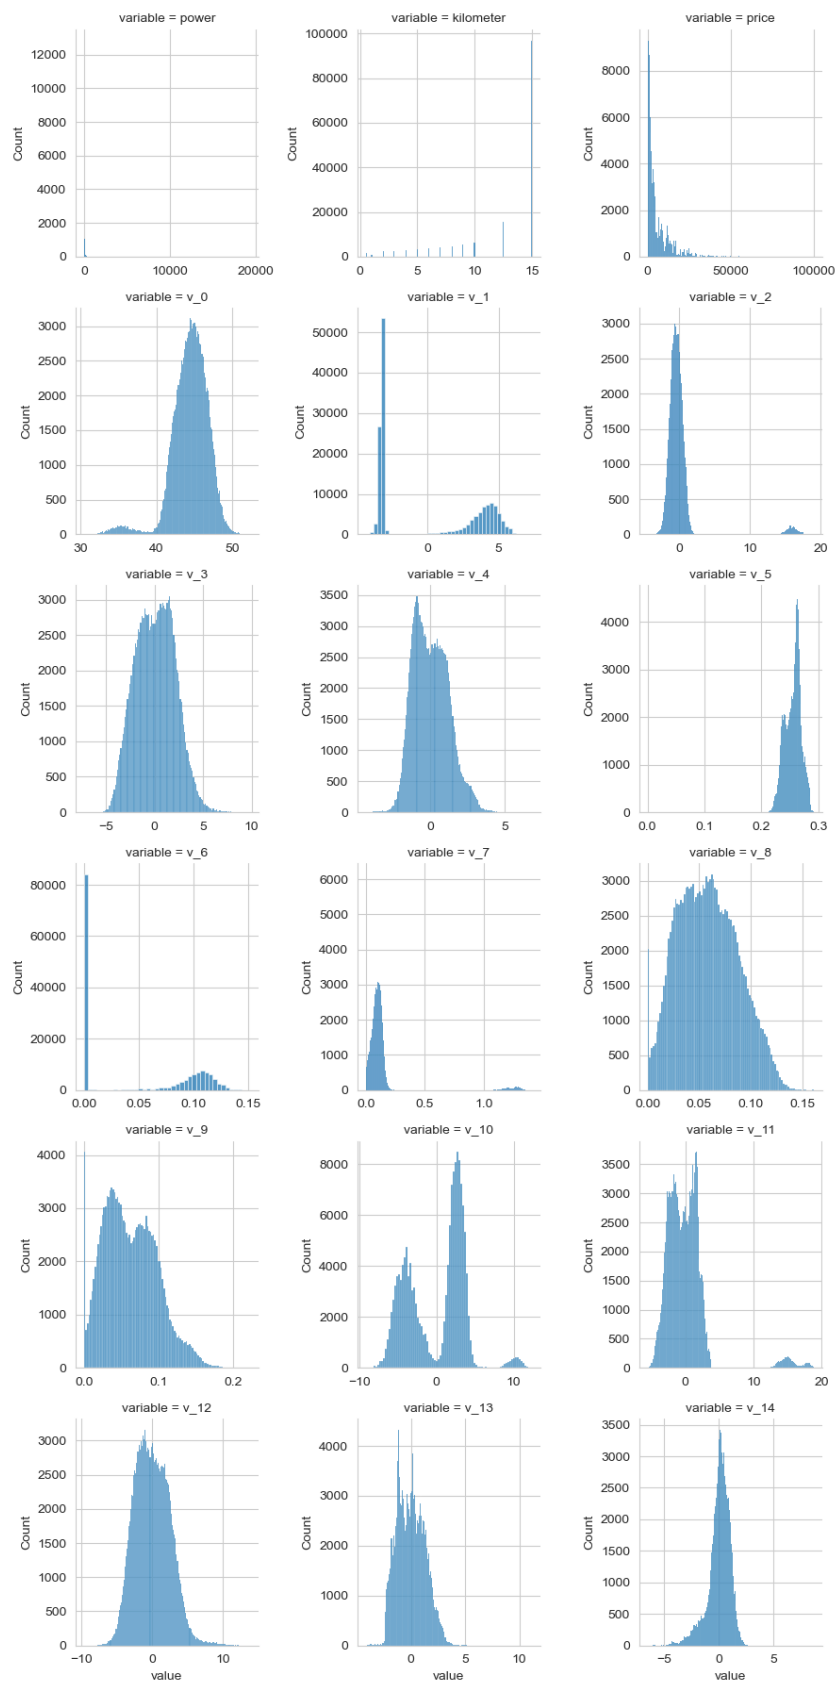 variable = power variable = kilometer variable = price
Count
12000
10000
8000
6000
4000
2000
0
0 10000 20000
Count
100000
80000
60000
40000
20000
0
0 5 10 15
Count
8000
6000
4000
2000
0
0 50000 100000
variable = v_0 variable = v_1 variable = v_2
Count
3000
2500
2000
1500
1000
500
0
30 40 50
Count
50000
40000
30000
20000
10000
0
0 5
Count
3000
2500
2000
1500
1000
500
0
0 10 20
variable = v_3 variable = v_4 variable = v_5
Count
3000
2500
2000
1500
1000
500
0
−5 0 5 10
Count
3500
3000
2500
2000
1500
1000
500
0
0 5
Count
4000
3000
2000
1000
0
0.0 0.1 0.2 0.3
variable = v_6 variable = v_7 variable = v_8
Count
80000
60000
40000
20000
0
0.00 0.05 0.10 0.15
Count
6000
5000
4000
3000
2000
1000
0
0.0 0.5 1.0
Count
3000
2500
2000
1500
1000
500
0
0.00 0.05 0.10 0.15
variable = v_9 variable = v_10 variable = v_11
Count
4000
3000
2000
1000
0
0.0 0.1 0.2
Count
8000
6000
4000
2000
0
−10 0 10
Count
3500
3000
2500
2000
1500
1000
500
0
0 10 20
variable = v_12 variable = v_13 variable = v_14
Count
3000
2500
2000
1500
1000
500
0
−10 0 10
value
Count
4000
3000
2000
1000
0
0 5 10
value
Count
3500
3000
2500
2000
1500
1000
500
0
−5 0 5
value